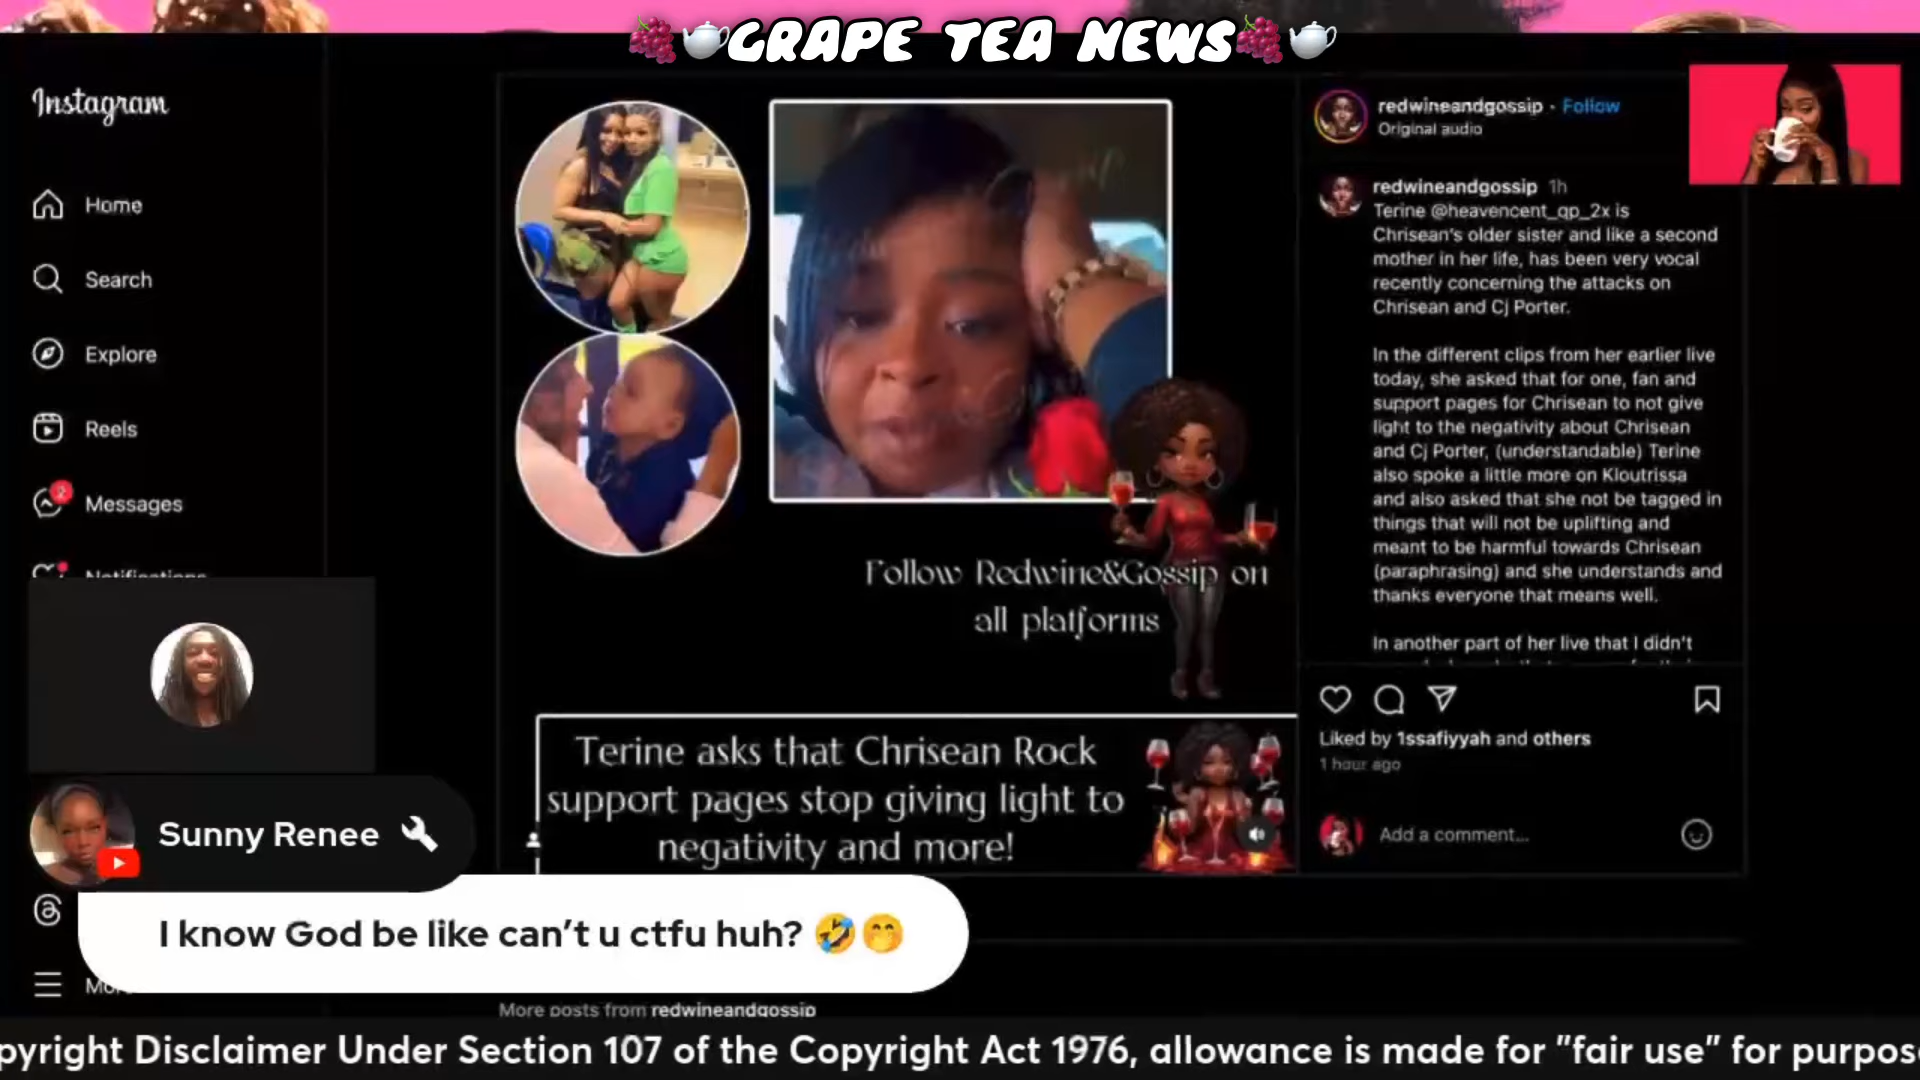 🍇🫖GRAPE TEA NEWS🍇🫖
Instagram
Home
Search
Explore
Reels
2
Messages
Notifications
Follow Redwine&Gossip on
all platforms
Terine asks that Chrisean Rock
support pages stop giving light to
negativity and more!
redwineandgossip • Follow
Original audio
redwineandgossip 1h
Terine @heavencent_qp_2x is
Chrisean's older sister and like a second
mother in her life, has been very vocal
recently concerning the attacks on
Chrisean and Cj Porter.
In the different clips from her earlier live
today, she asked that for one, fan and
support pages for Chrisean to not give
light to the negativity about Chrisean
and Cj Porter, (understandable) Terine
also spoke a little more on Kloutrissa
and also asked that she not be tagged in
things that will not be uplifting and
meant to be harmful towards Chrisean
(paraphrasing) and she understands and
thanks everyone that means well.
In another part of her live that I didn't
Liked by 1ssafiyyah and others
1 hour ago
Add a comment...
Sunny Renee
I know God be like can't u ctfu huh? 🤣🤭
More posts from redwineandgossip
pyright Disclaimer Under Section 107 of the Copyright Act 1976, allowance is made for "fair use" for purpose